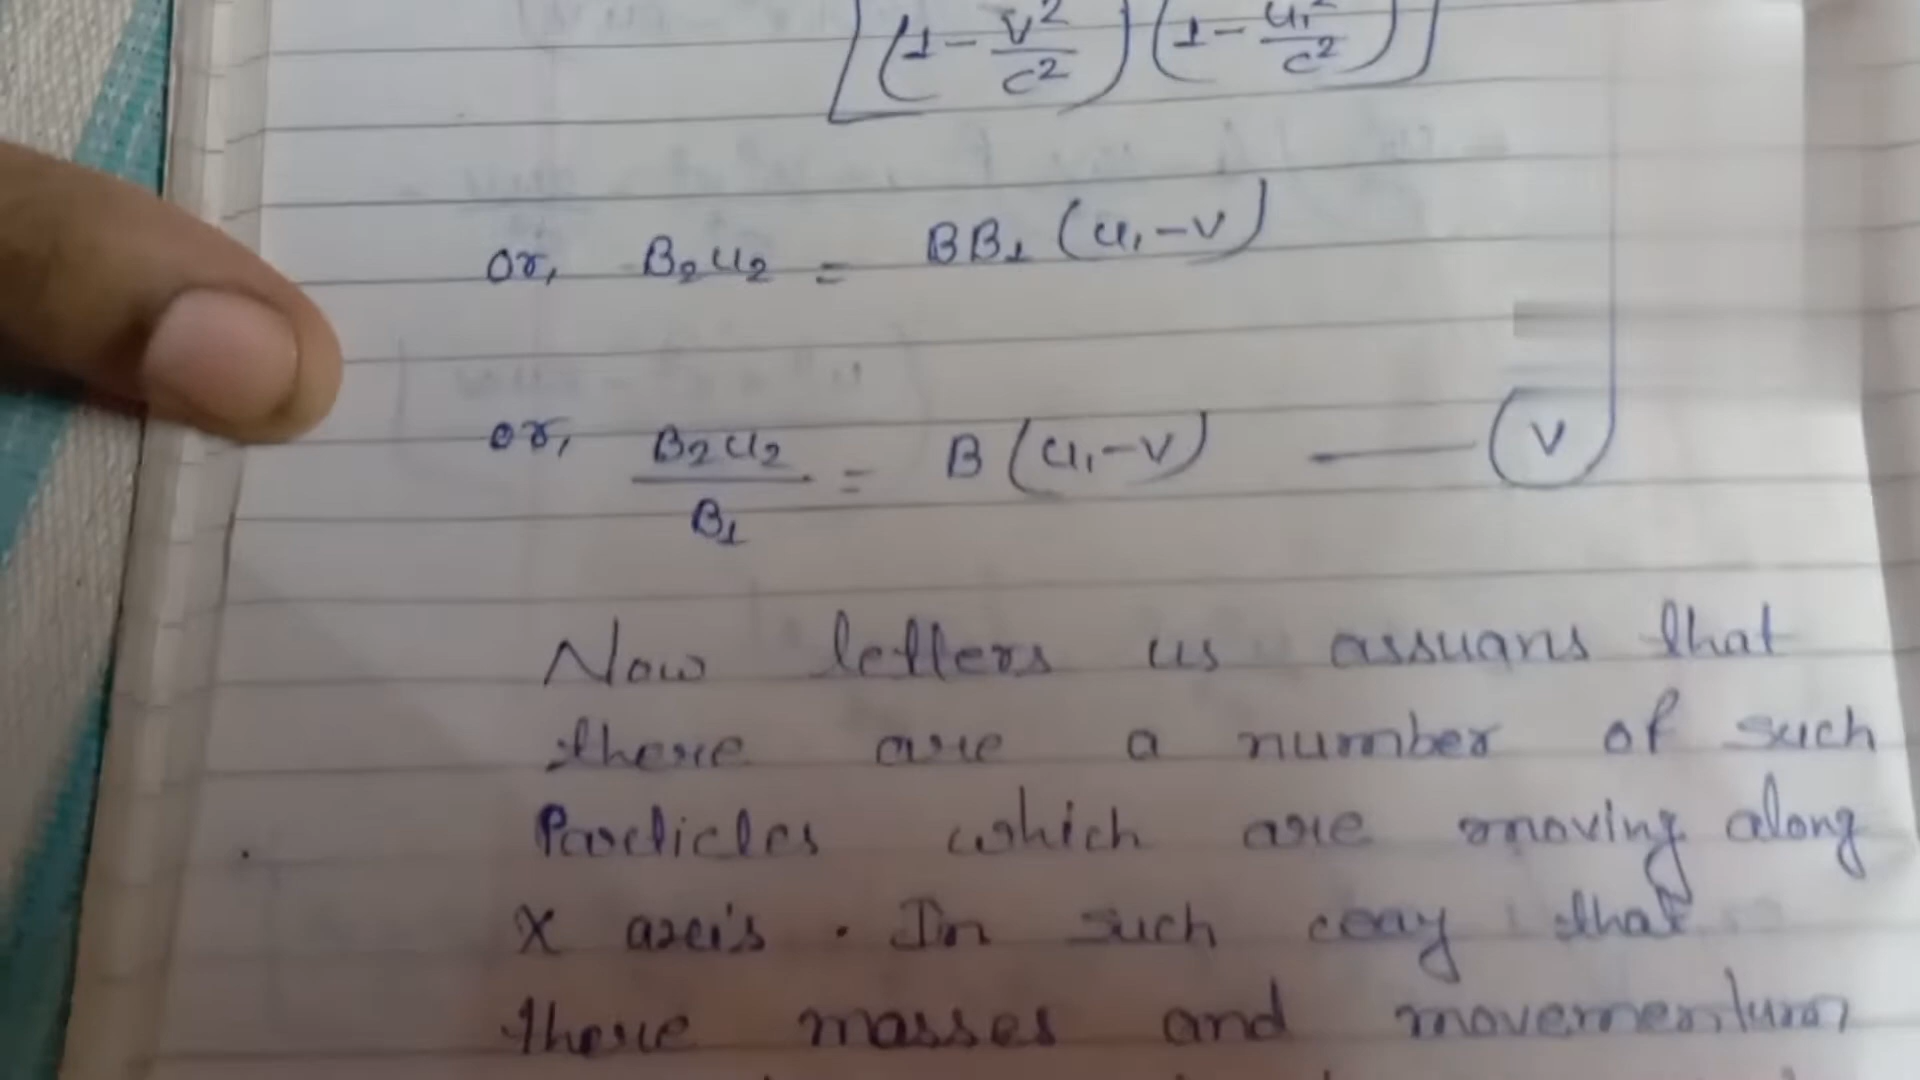 [(1 - V²/c²) (1 - u₁²/c²)]
or, B₂u₂ = BB₁ (u₁-V)
or, B₂u₂/B₁ = B (u₁-V) —— (V)
Now letters us assuans that
there are a number of such
Particles which are moving along
X axis . In such way that
there masses and movementum